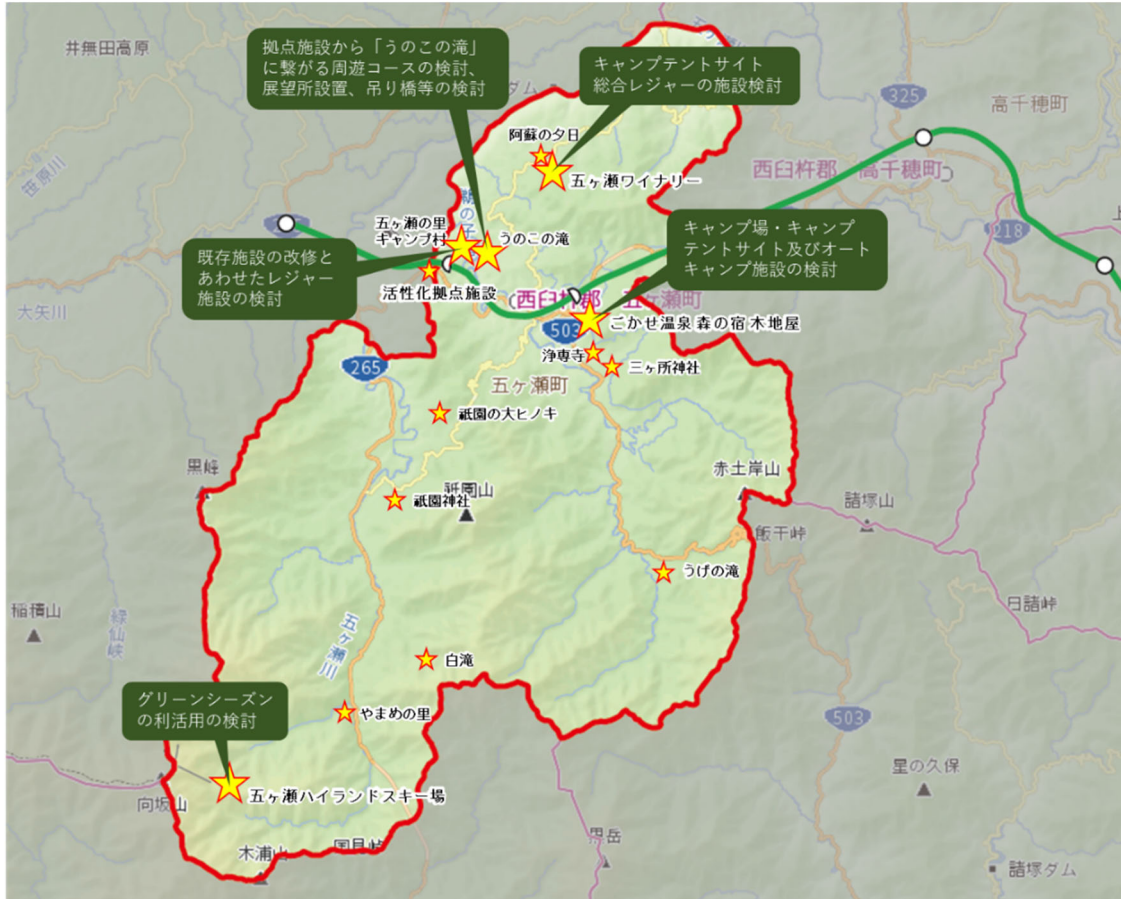 井無田高原
拠点施設から「うのこの滝」
に繋がる周遊コースの検討、
展望所設置、吊り橋等の検討
キャンプテントサイト
総合レジャーの施設検討
ダム
325
高千穂町
笹原川
阿蘇の夕日
五ヶ瀬ワイナリー
西臼杵郡 高千穂町
218
五ヶ瀬の里
キャンプ村
うのこの滝
キャンプ場・キャンプ
テントサイト及びオート
キャンプ施設の検討
既存施設の改修と
あわせたレジャー
施設の検討
活性化拠点施設
西臼杵郡 五ヶ瀬町
大矢川
503
ごかせ温泉 森の宿 木地屋
265
浄専寺
三ヶ所神社
五ヶ瀬町
祇園の大ヒノキ
黒峰
赤土岸山
祇園山
祇園神社
諸塚山
飯干峠
うげの滝
稲積山
緑仙峡
日諸峠
五ヶ瀬川
白滝
グリーンシーズン
の利活用の検討
やまめの里
503
星の久保
五ヶ瀬ハイランドスキー場
向坂山
国見峠
木浦山
黒岳
諸塚ダム